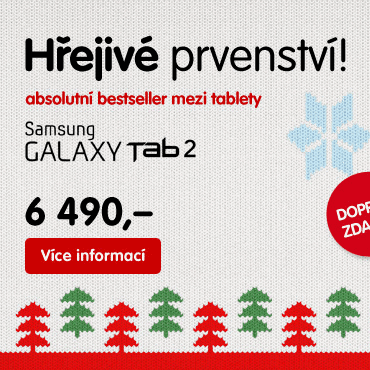 Hřejivé prvenství!
absolutní bestseller mezi tablety
Samsung
GALAXY Tab 2
6 490,–
Více informací